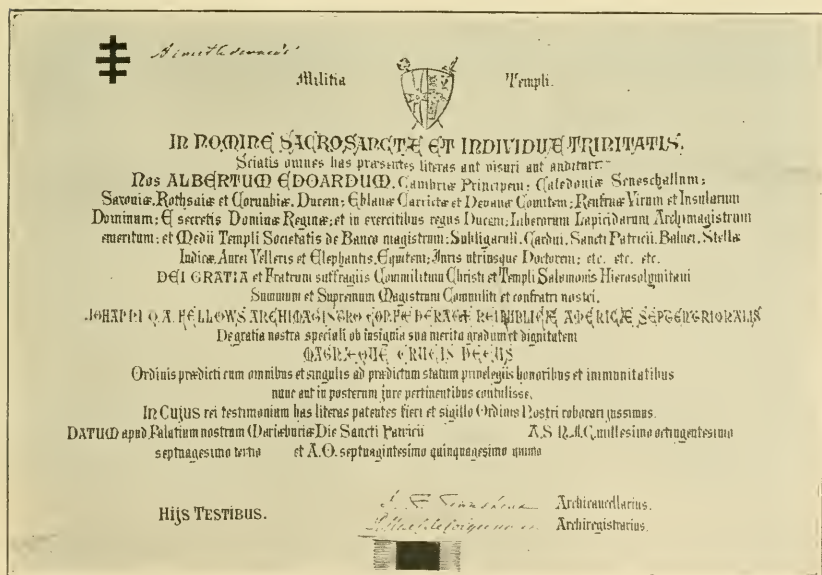 Militia Templi.
IN NOMINE SACROSANCTÆ ET INDIVIDUÆ TRINITATIS.
Sciatis omnes has præsentes literas aut visuri aut audituri:-
Nos ALBERTUM EDOARDUM, Cambriæ Principem; Caledoniæ Seneschallum;
Saxoniæ, Rothsaiæ et Cornubiæ, Ducem; Eblanæ Carrictæ et Devanæ Comitem; Renfruæ Virum et Insularum
Dominum; E secretis Dominæ Reginæ; et in exercitibus regus Ducem; Liberorum Lapicidarum Archimagistrum
emeritum; et Medii Templi Societatis de Banco magistrum; Subligaruli, Cardui, Sancti Patricii, Balnei, Stellæ
Indicæ, Aurei Velleris et Elephantis, Equitem; Juris utriusque Doctorem; etc. etc. etc.
DEI GRATIA et Fratrum suffragiis Commilitum Christi et Templi Salomonis Hierosolymitani
Summum et Supremum Magistrum Commiliti et confratri nostri,
JOHANNI Q. A. FELLOWS ARCHIMAGISTRO CONFŒDERATÆ REIPUBLICÆ AMERICÆ SEPTENTRIONALIS
De gratia nostra speciali ob insignia sua merita gradum et dignitatem
MAGNÆQUE CRUCIS DECUS
Ordinis prædicti cum omnibus et singulis ad prædictum statum privelegiis honoribus et immunitatibus
nunc aut in posterum jure pertinentibus contulisse.
IN CUJUS rei testimonium has literas patentes fieri et sigillo Ordinis Nostri roborari jussimus.
DATUM apud Palatium nostrum Marlburiæ Die Sancti Patricii A.S.N.J.C. millesimo octingentesimo
septuagesimo tertio et A.O. septuagintesimo quinquagesimo quinto
HIJS TESTIBUS.
Archicancellarius.
Archiregistrarius.